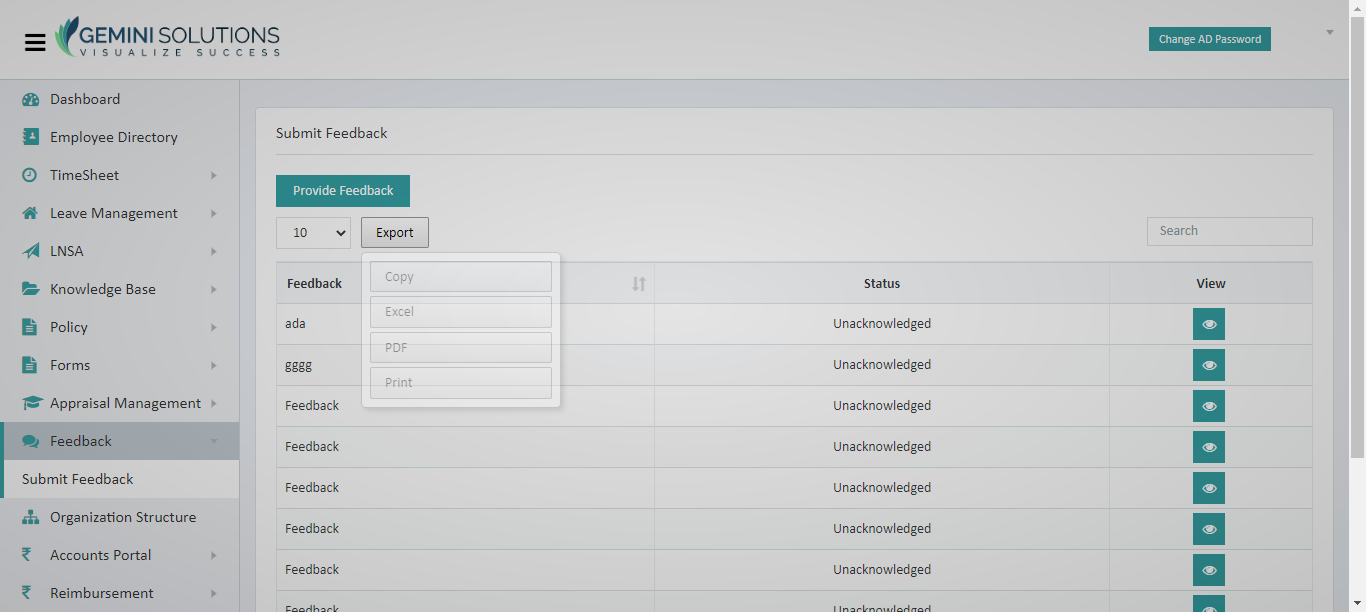 GEMINI SOLUTIONS
VISUALIZE SUCCESS
Change AD Password
Dashboard
Employee Directory
TimeSheet
Leave Management
LNSA
Knowledge Base
Policy
Forms
Appraisal Management
Feedback
Submit Feedback
Organization Structure
Accounts Portal
Reimbursement
Submit Feedback
Provide Feedback
10
Export
Search
Copy
Excel
PDF
Print
Feedback Status View
ada Unacknowledged
gggg Unacknowledged
Feedback Unacknowledged
Feedback Unacknowledged
Feedback Unacknowledged
Feedback Unacknowledged
Feedback Unacknowledged
Feedback Unacknowledged